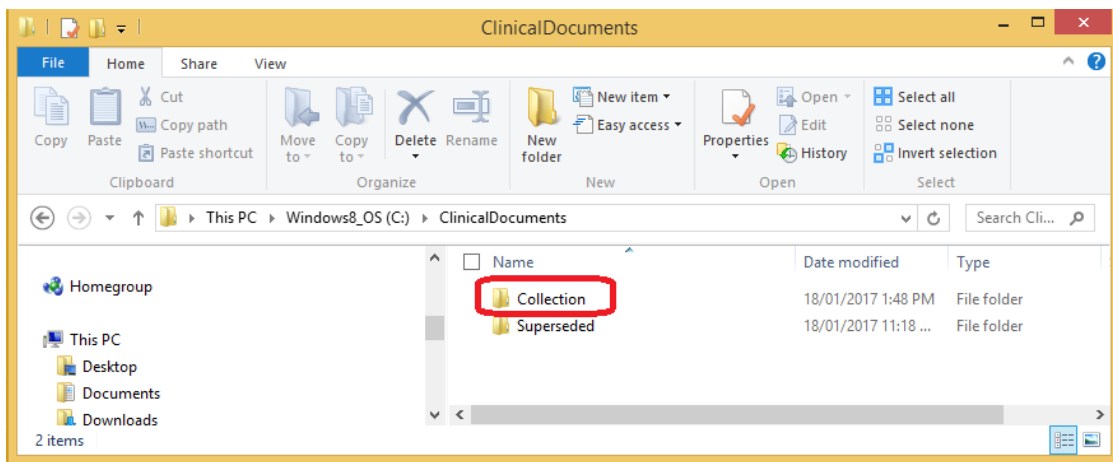 ClinicalDocuments
File Home Share View
Copy
Paste
Cut
Copy path
Paste shortcut
Clipboard
Move to
Copy to
Delete
Rename
Organize
New folder
New item
Easy access
New
Properties
Open
Edit
History
Open
Select all
Select none
Invert selection
Select
This PC Windows8_OS (C:) ClinicalDocuments
Search Cli...
Name Date modified Type
Homegroup
This PC
Desktop
Documents
Downloads
Collection 18/01/2017 1:48 PM File folder
Superseded 18/01/2017 11:18 ... File folder
2 items